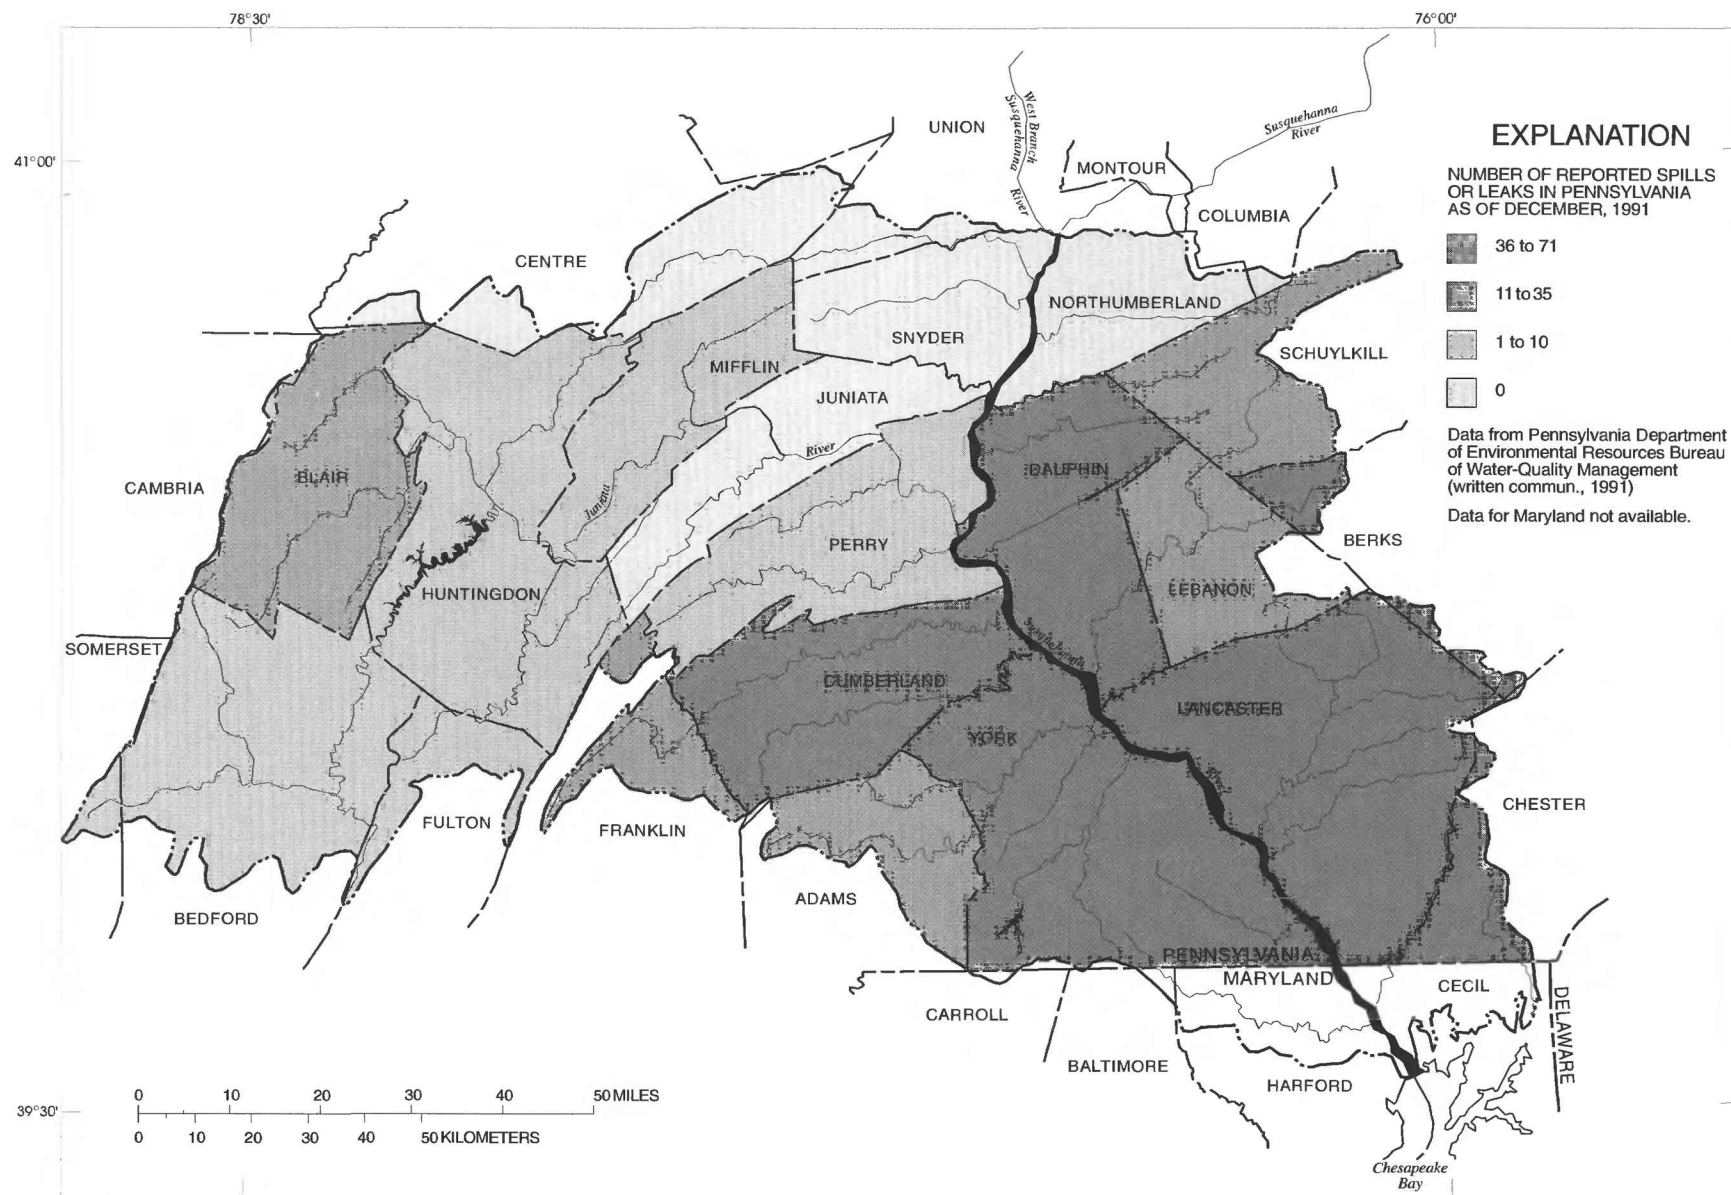 78°30'
76°00'
41°00'
39°30'
UNION
West Branch
Susquehanna
River
Susquehanna
River
MONTOUR
COLUMBIA
CENTRE
NORTHUMBERLAND
SNYDER
SCHUYLKILL
MIFFLIN
JUNIATA
River
Juniata
DAUPHIN
BLAIR
CAMBRIA
PERRY
BERKS
HUNTINGDON
LEBANON
SOMERSET
Susquehanna
CUMBERLAND
LANCASTER
YORK
CHESTER
FULTON
FRANKLIN
ADAMS
BEDFORD
PENNSYLVANIA
MARYLAND
CECIL
CARROLL
DELAWARE
BALTIMORE
HARFORD
Chesapeake
Bay
EXPLANATION
NUMBER OF REPORTED SPILLS
OR LEAKS IN PENNSYLVANIA
AS OF DECEMBER, 1991
36 to 71
11 to 35
1 to 10
0
Data from Pennsylvania Department
of Environmental Resources Bureau
of Water-Quality Management
(written commun., 1991)
Data for Maryland not available.
0 10 20 30 40 50 MILES
0 10 20 30 40 50 KILOMETERS